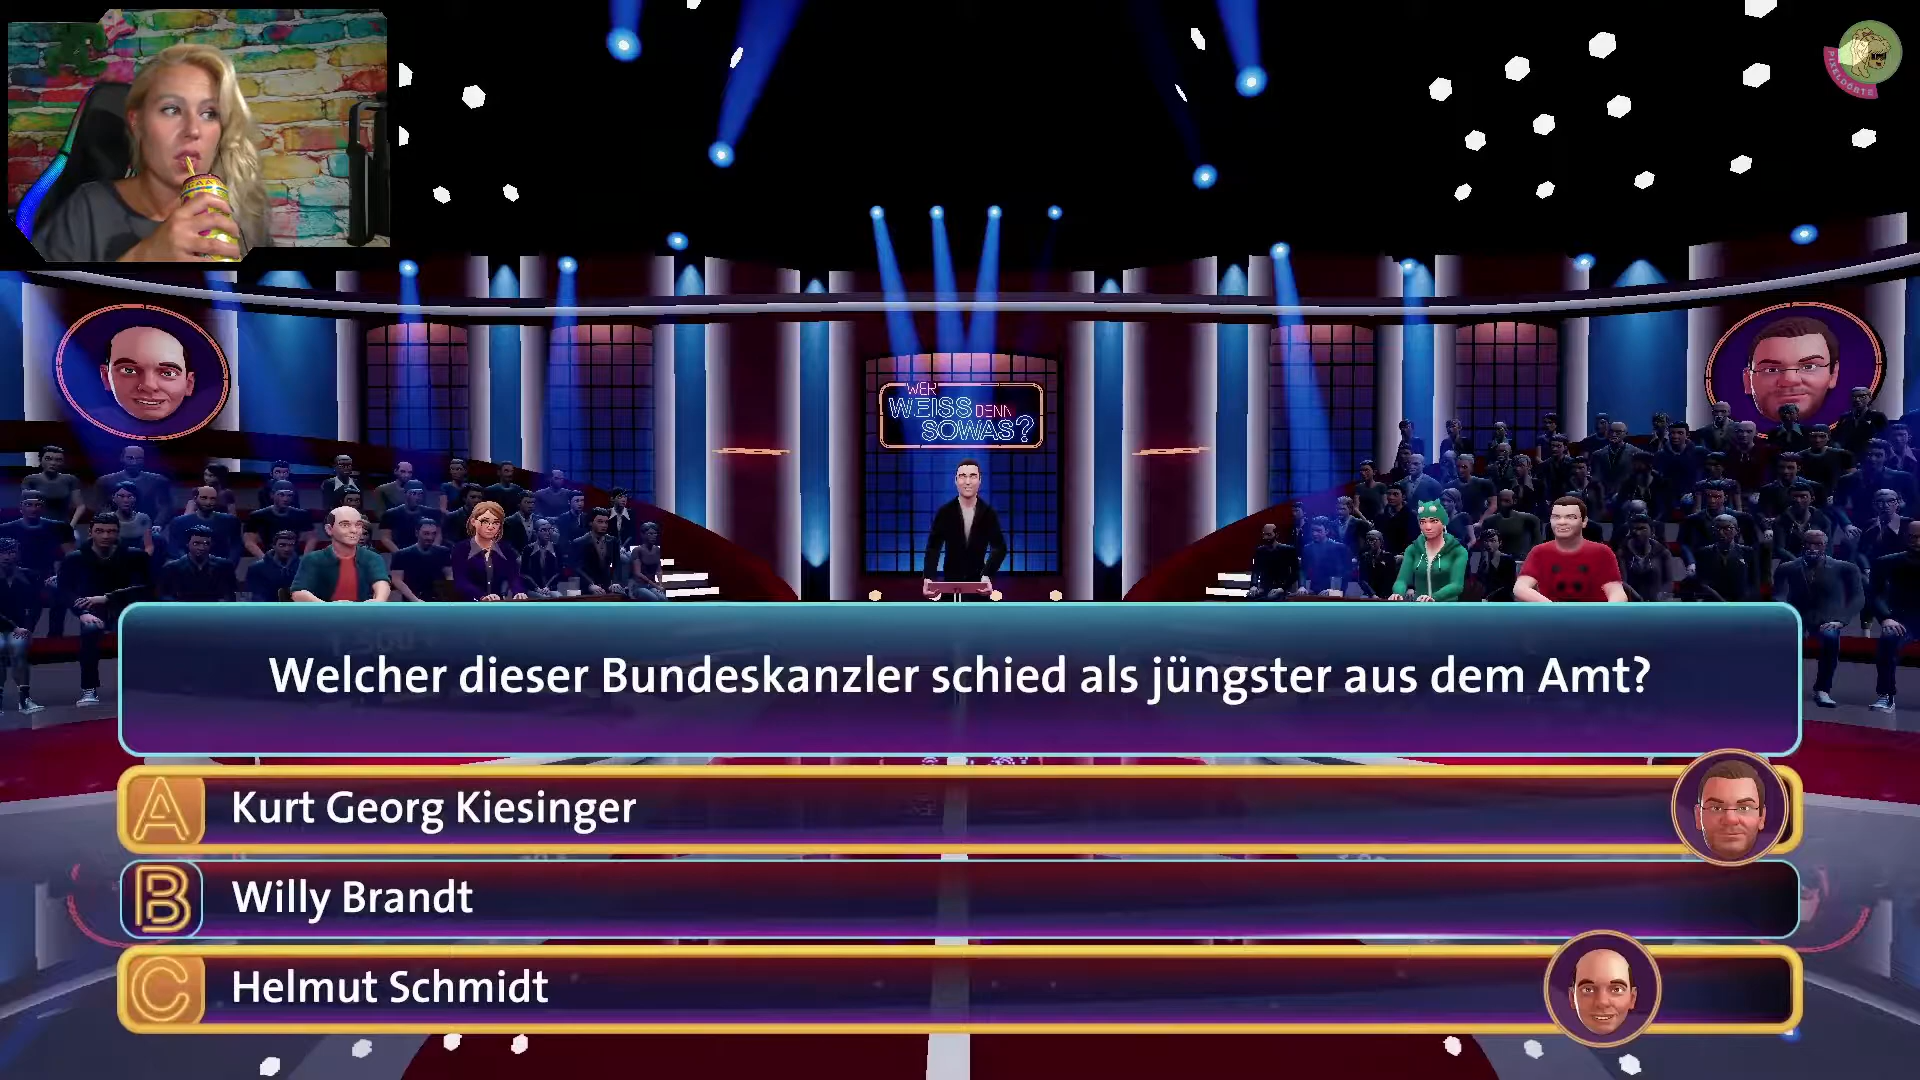 PIXELDÖRTE
WER
WEISS DENN
SOWAS?
Welcher dieser Bundeskanzler schied als jüngster aus dem Amt?
A Kurt Georg Kiesinger
B Willy Brandt
C Helmut Schmidt